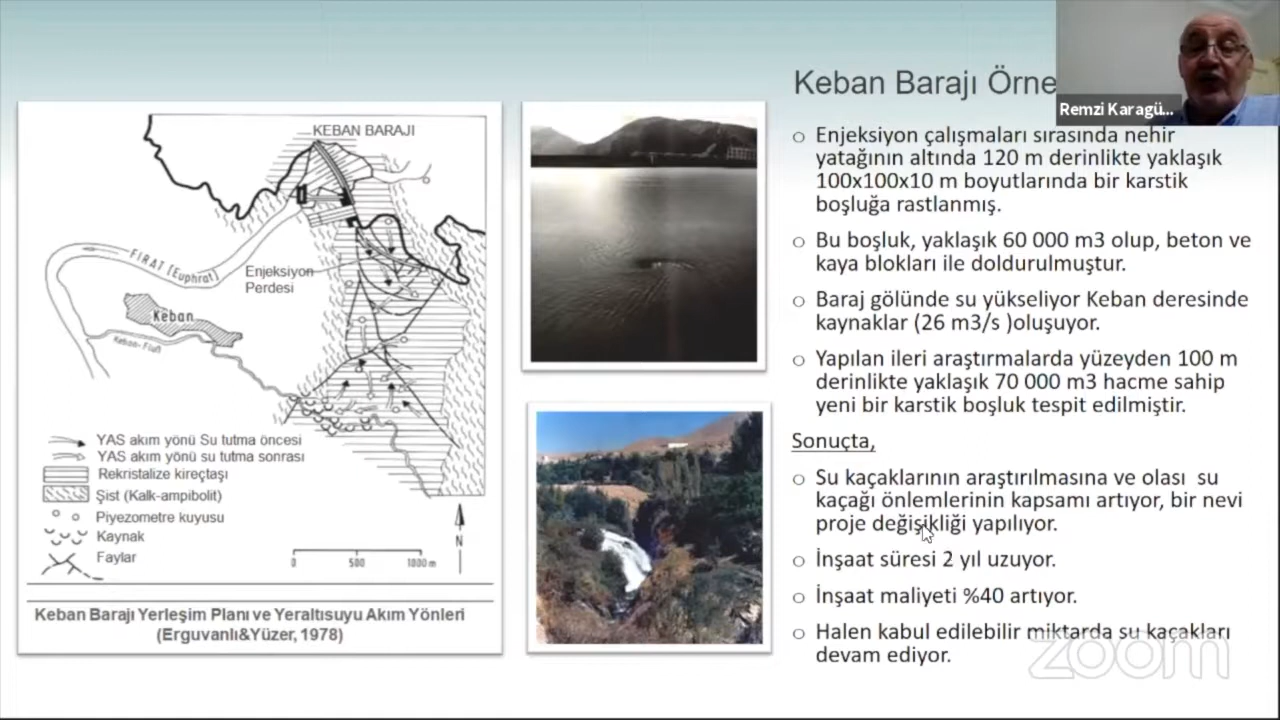 Keban Barajı Örne
Remzi Karagü...
KEBAN BARAJI
FIRAT (Euphrat)
Enjeksiyon
Perdesi
Keban
YAS akım yönü Su tutma öncesi
YAS akım yönü su tutma sonrası
Rekristalize kireçtaşı
Şist (Kalk-ampibolit)
Piyezometre kuyusu
Kaynak
Faylar
N
0 500 1000 m
Keban Barajı Yerleşim Planı ve Yeraltısuyu Akım Yönleri
(Erguvanlı&Yüzer, 1978)
Enjeksiyon çalışmaları sırasında nehir
yatağının altında 120 m derinlikte yaklaşık
100x100x10 m boyutlarında bir karstik
boşluğa rastlanmış.
Bu boşluk, yaklaşık 60 000 m3 olup, beton ve
kaya blokları ile doldurulmuştur.
Baraj gölünde su yükseliyor Keban deresinde
kaynaklar (26 m3/s )oluşuyor.
Yapılan ileri araştırmalarda yüzeyden 100 m
derinlikte yaklaşık 70 000 m3 hacme sahip
yeni bir karstik boşluk tespit edilmiştir.
Sonuçta,
Su kaçaklarının araştırılmasına ve olası su
kaçağı önlemlerinin kapsamı artıyor, bir nevi
proje değişikliği yapılıyor.
İnşaat süresi 2 yıl uzuyor.
İnşaat maliyeti %40 artıyor.
Halen kabul edilebilir miktarda su kaçakları
devam ediyor.
zoom